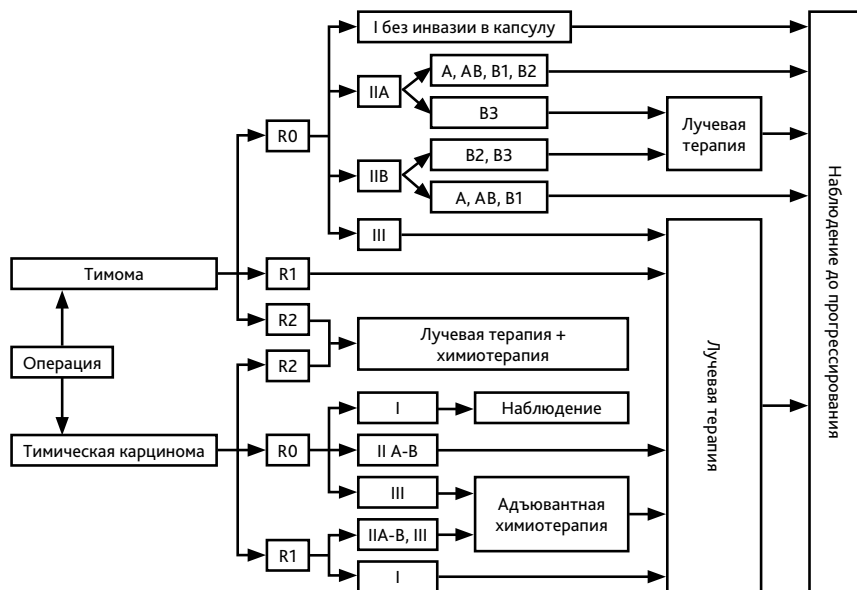 I без инвазии в капсулу
IIA
A, AB, B1, B2
B3
Лучевая
терапия
R0
IIB
B2, B3
A, AB, B1
III
Тимома
R1
R2
Лучевая терапия +
химиотерапия
Операция
R2
I
Наблюдение
Тимическая карцинома
R0
II A-B
III
Адъювантная
химиотерапия
IIA-B, III
R1
I
Лучевая терапия
Наблюдение до прогрессирования